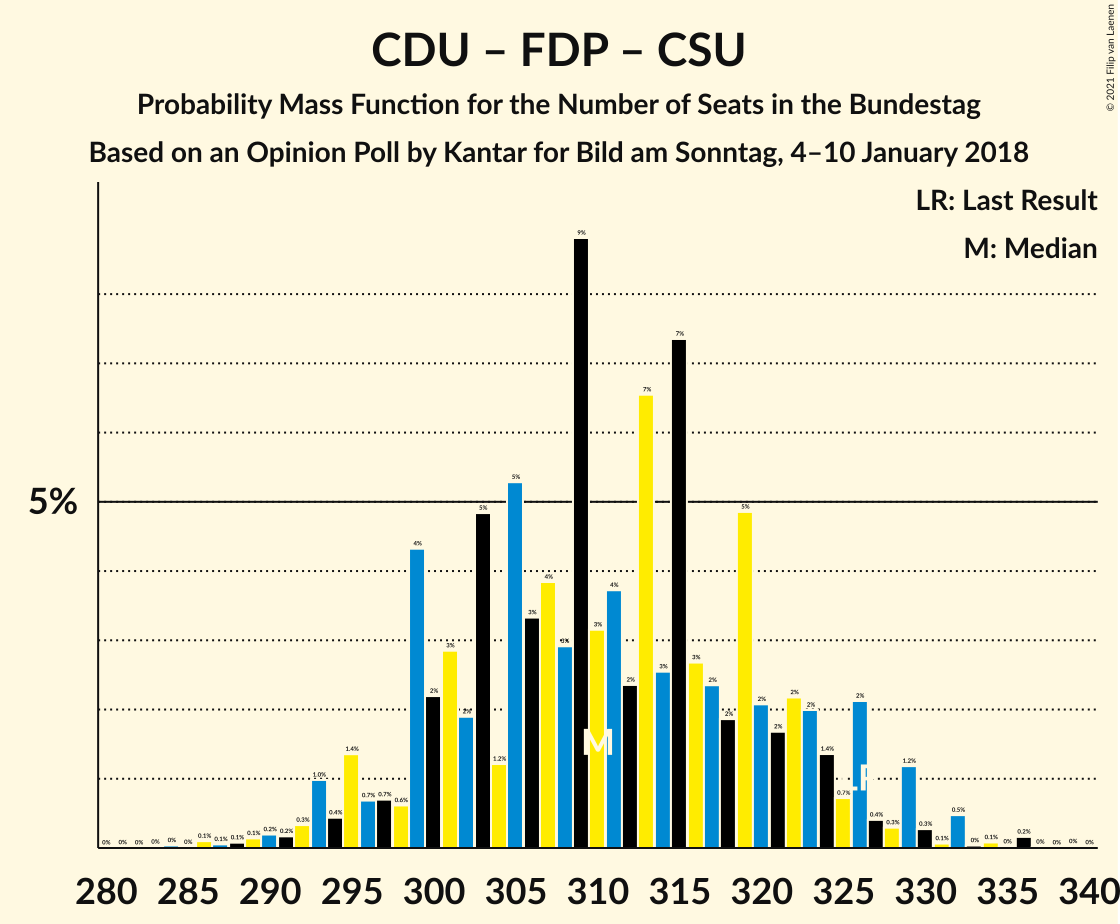 CDU – FDP – CSU
Probability Mass Function for the Number of Seats in the Bundestag
Based on an Opinion Poll by Kantar for Bild am Sonntag, 4–10 January 2018
© 2021 Filip van Laenen
LR: Last Result
M: Median
5%
0% 0% 0% 0% 0% 0% 0.1% 0.1% 0.1% 0.1% 0.2% 0.2% 0.3% 1.0% 0.4% 1.4% 0.7% 0.7% 0.6% 4% 2% 3% 2% 5% 1.2% 5% 3% 4% 3% 9% 3% 4% 2% 7% 3% 7% 3% 2% 2% 5% 2% 2% 2% 2% 1.4% 0.7% 2% 0.4% 0.3% 1.2% 0.3% 0.1% 0.5% 0% 0.1% 0% 0.2% 0% 0% 0% 0%
M
LR
280 285 290 295 300 305 310 315 320 325 330 335 340